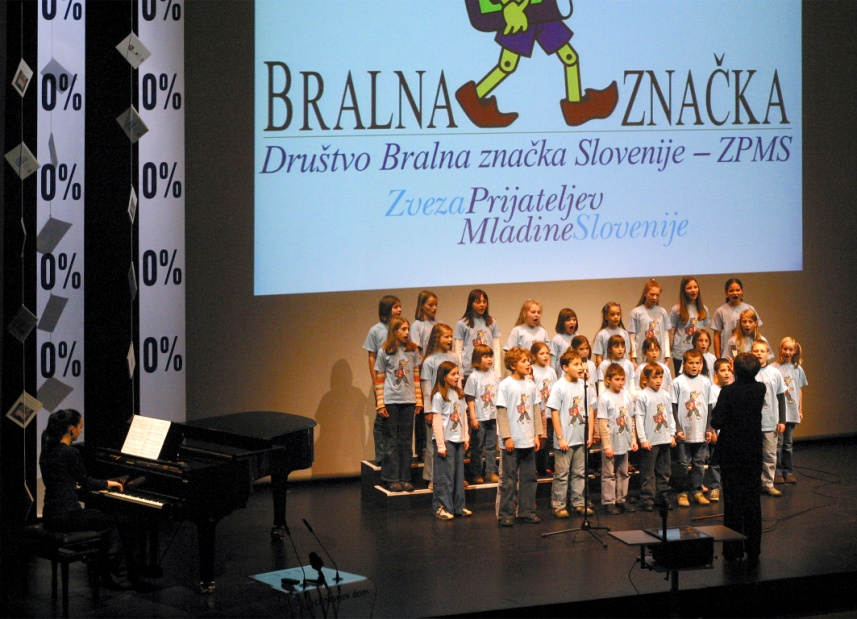 0% 0%
0% 0%
0% 0%
0% 0%
0% 0%
BRALNA ZNAČKA
Društvo Bralna značka Slovenije – ZPMS
ZvezaPrijateljev
MladineSlovenije
dom